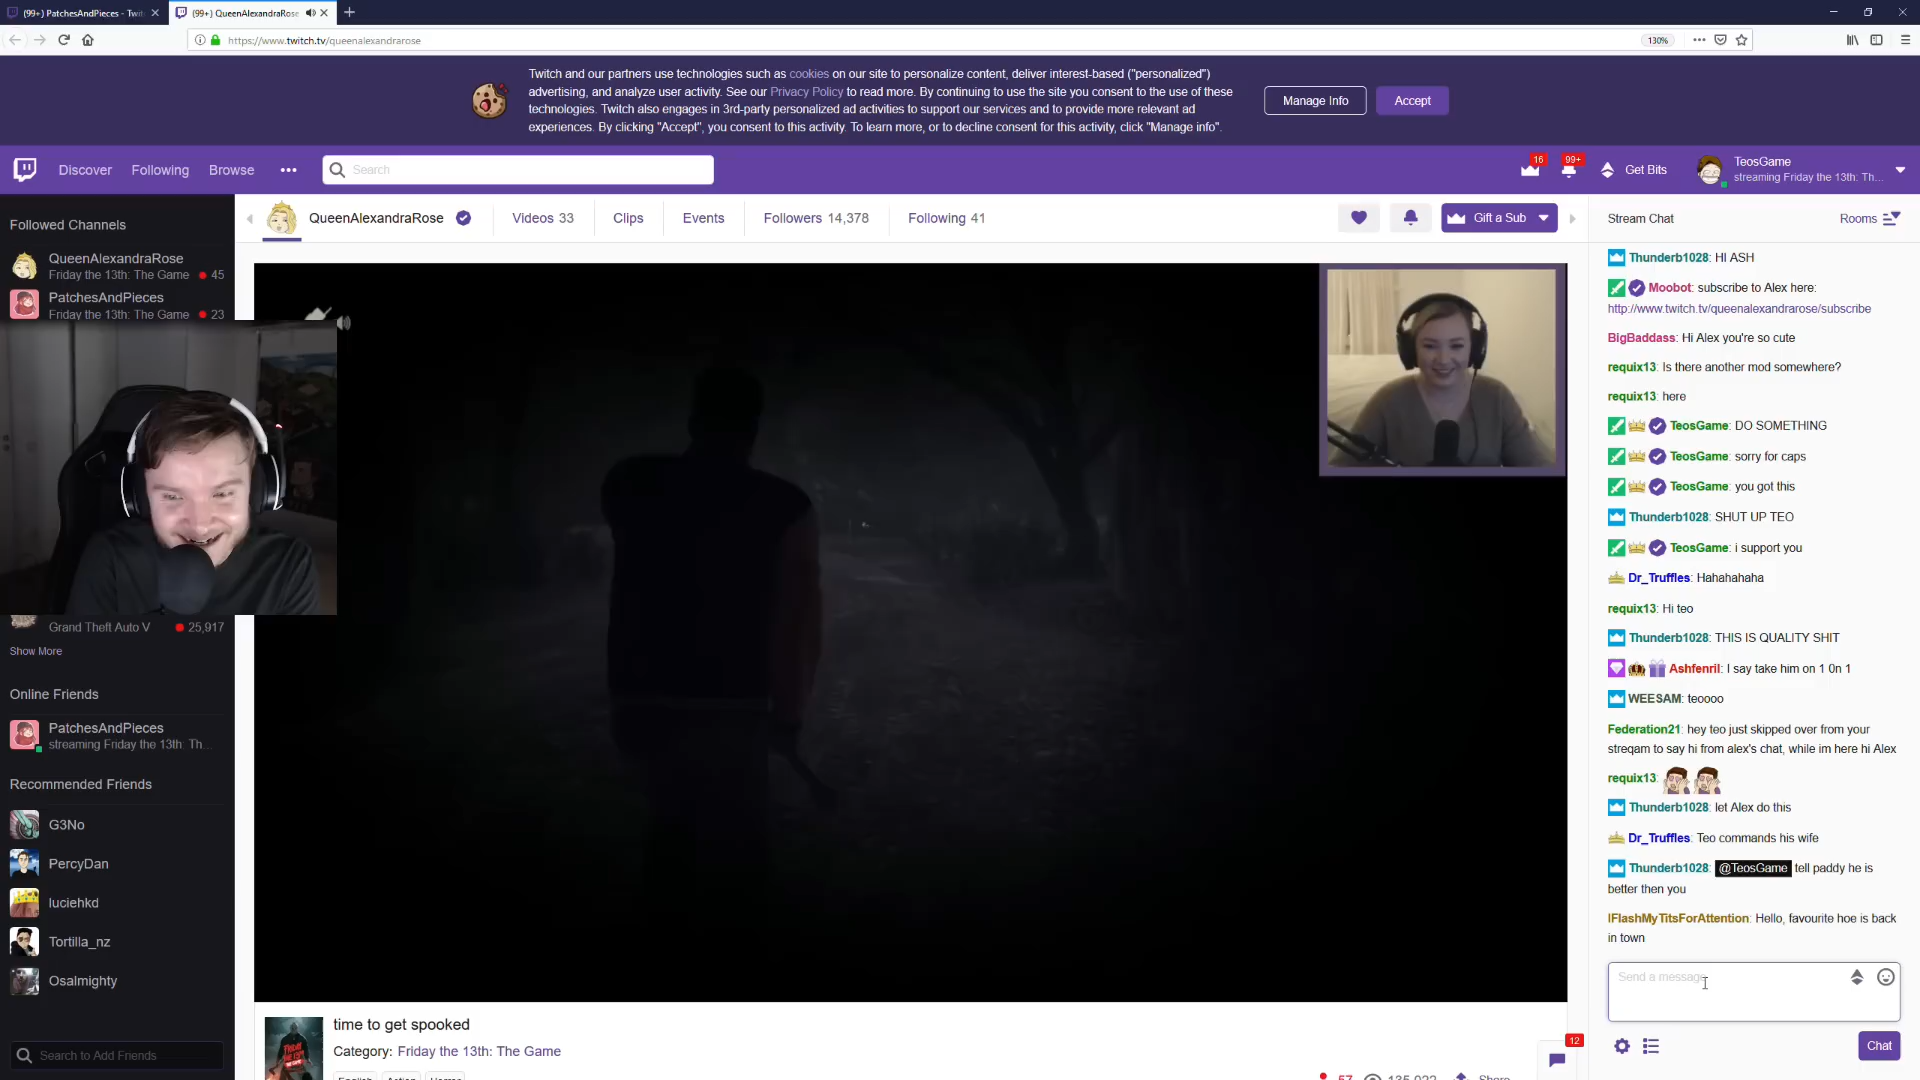 (99+) PatchesAndPieces - Twit
(99+) QueenAlexandraRose
https://www.twitch.tv/queenalexandrarose
130%
Twitch and our partners use technologies such as cookies on our site to personalize content, deliver interest-based ("personalized")
advertising, and analyze user activity. See our Privacy Policy to read more. By continuing to use the site you consent to the use of these
technologies. Twitch also engages in 3rd-party personalized ad activities to support our services and to provide more relevant ad
experiences. By clicking "Accept", you consent to this activity. To learn more, or to decline consent for this activity, click "Manage info".
Manage Info
Accept
Discover
Following
Browse
Search
16
99+
Get Bits
TeosGame
streaming Friday the 13th: Th...
Followed Channels
QueenAlexandraRose
Friday the 13th: The Game
45
PatchesAndPieces
Friday the 13th: The Game
23
Grand Theft Auto V
25,917
Show More
Online Friends
PatchesAndPieces
streaming Friday the 13th: Th...
Recommended Friends
G3No
PercyDan
luciehkd
Tortilla_nz
Osalmighty
Search to Add Friends
QueenAlexandraRose
Videos 33
Clips
Events
Followers 14,378
Following 41
Gift a Sub
time to get spooked
Category: Friday the 13th: The Game
English
Action
Horror
57
135,022
Share
12
Stream Chat
Rooms
Thunderb1028: HI ASH
Moobot: subscribe to Alex here:
http://www.twitch.tv/queenalexandrarose/subscribe
BigBaddass: Hi Alex you're so cute
requix13: Is there another mod somewhere?
requix13: here
TeosGame: DO SOMETHING
TeosGame: sorry for caps
TeosGame: you got this
Thunderb1028: SHUT UP TEO
TeosGame: i support you
Dr_Truffles: Hahahahaha
requix13: Hi teo
Thunderb1028: THIS IS QUALITY SHIT
Ashfenril: I say take him on 1 0n 1
WEESAM: teoooo
Federation21: hey teo just skipped over from your
streqam to say hi from alex's chat, while im here hi Alex
requix13:
Thunderb1028: let Alex do this
Dr_Truffles: Teo commands his wife
Thunderb1028: @TeosGame tell paddy he is
better then you
IFlashMyTitsForAttention: Hello, favourite hoe is back
in town
Send a message
Chat